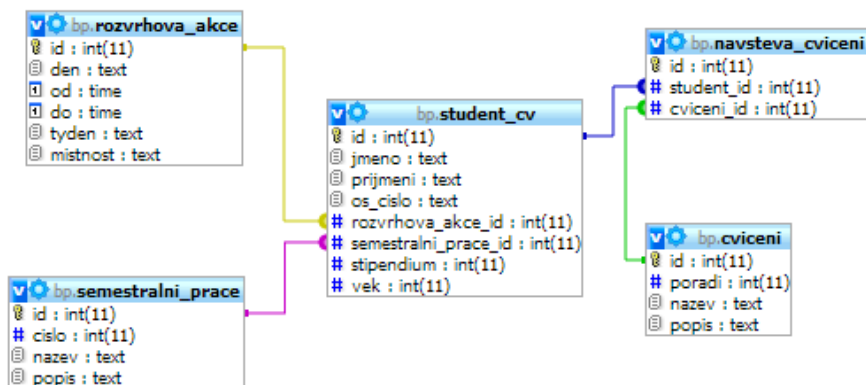 bp.rozvrhova_akce
id : int(11)
den : text
od : time
do : time
tyden : text
mistnost : text
bp.student_cv
id : int(11)
jmeno : text
prijmeni : text
os_cislo : text
rozvrhova_akce_id : int(11)
semestralni_prace_id : int(11)
stipendium : int(11)
vek : int(11)
bp.navsteva_cviceni
id : int(11)
student_id : int(11)
cviceni_id : int(11)
bp.cviceni
id : int(11)
poradi : int(11)
nazev : text
popis : text
bp.semestralni_prace
id : int(11)
cislo : int(11)
nazev : text
popis : text